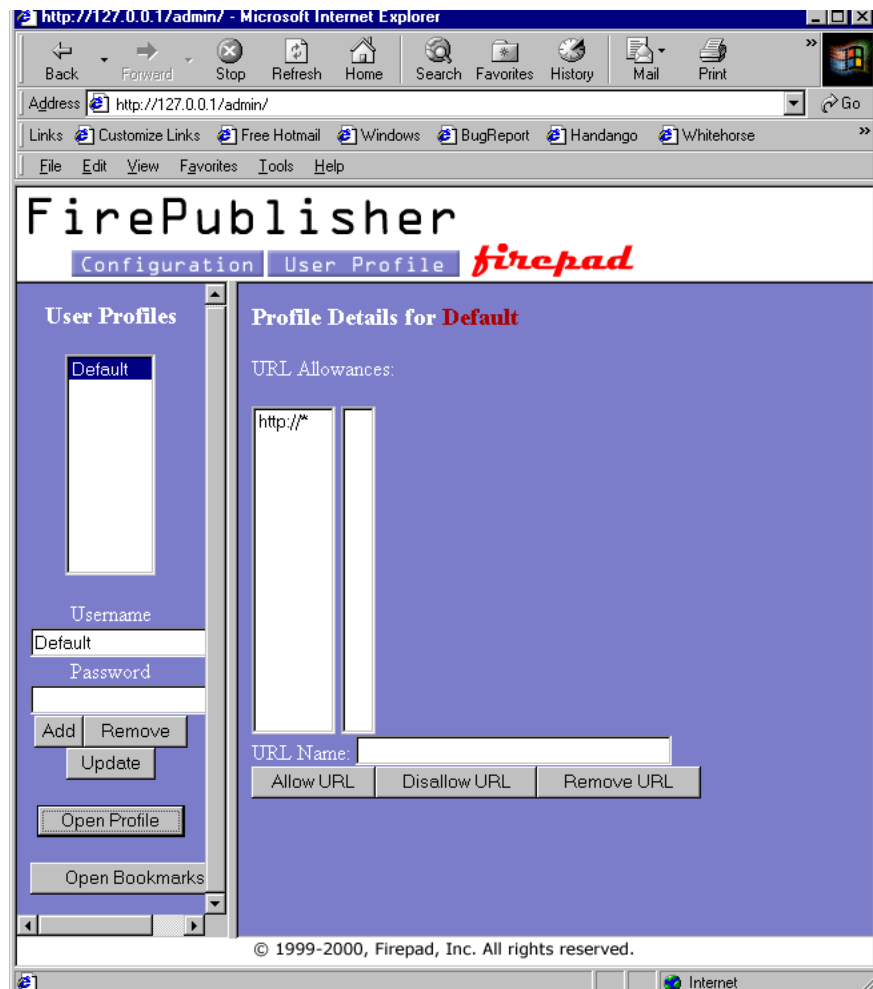 http://127.0.0.1/admin/ - Microsoft Internet Explorer
Back Forward Stop Refresh Home Search Favorites History Mail Print »
Address http://127.0.0.1/admin/ Go
Links Customize Links Free Hotmail Windows BugReport Handango Whitehorse »
File Edit View Favorites Tools Help
FirePublisher
Configuration User Profile firepad
User Profiles
Default
Username
Default
Password
Add Remove
Update
Open Profile
Open Bookmarks
Profile Details for Default
URL Allowances:
http://*
URL Name:
Allow URL Disallow URL Remove URL
© 1999-2000, Firepad, Inc. All rights reserved.
Internet